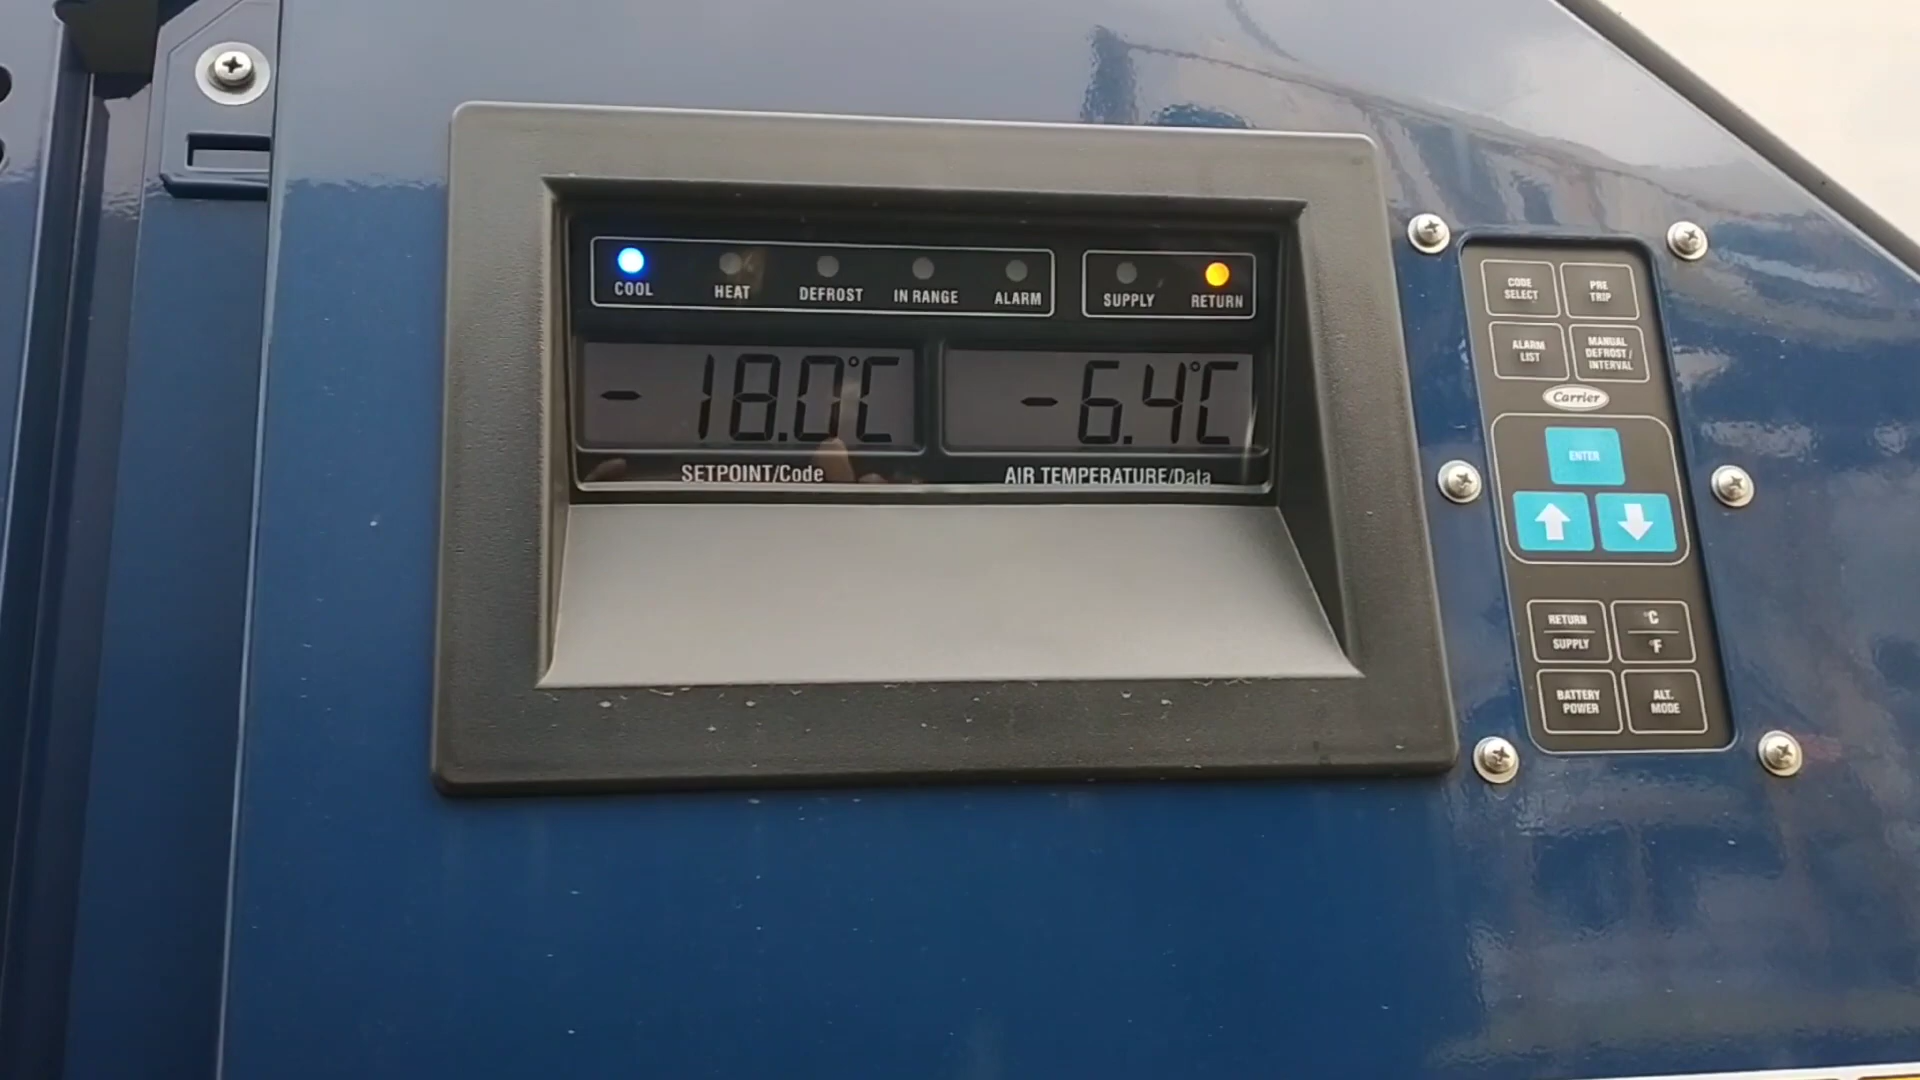 COOL HEAT DEFROST IN RANGE ALARM SUPPLY RETURN
-18.0°C -6.4°C
SETPOINT/Code AIR TEMPERATURE/Data
CODE
SELECT
PRE
TRIP
ALARM
LIST
MANUAL
DEFROST/
INTERVAL
Carrier
ENTER
RETURN
SUPPLY
°C
°F
BATTERY
POWER
ALT.
MODE